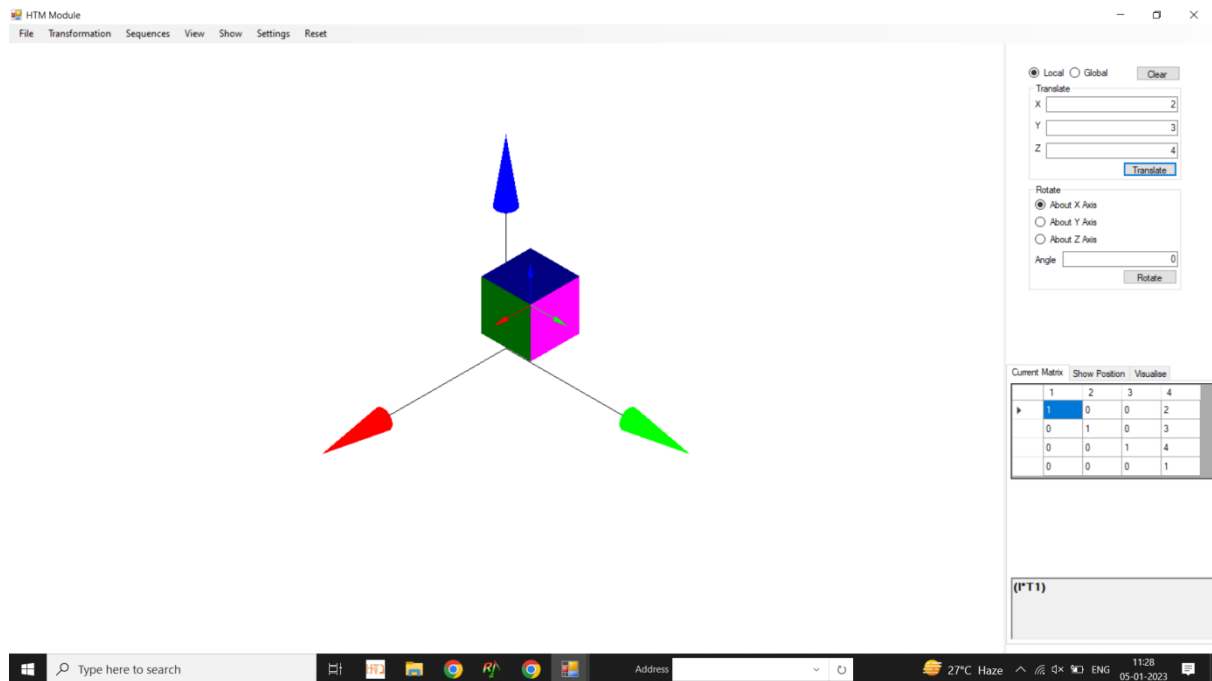 HTM Module
File Transformation Sequences View Show Settings Reset
Local Global Clear
Translate
X 2
Y 3
Z 4
Translate
Rotate
About X Axis
About Y Axis
About Z Axis
Angle 0
Rotate
Current Matrix Show Position Visualise
1 2 3 4
1 0 0 2
0 1 0 3
0 0 1 4
0 0 0 1
(I*T1)
Type here to search
Address
27°C Haze
ENG
11:28
05-01-2023